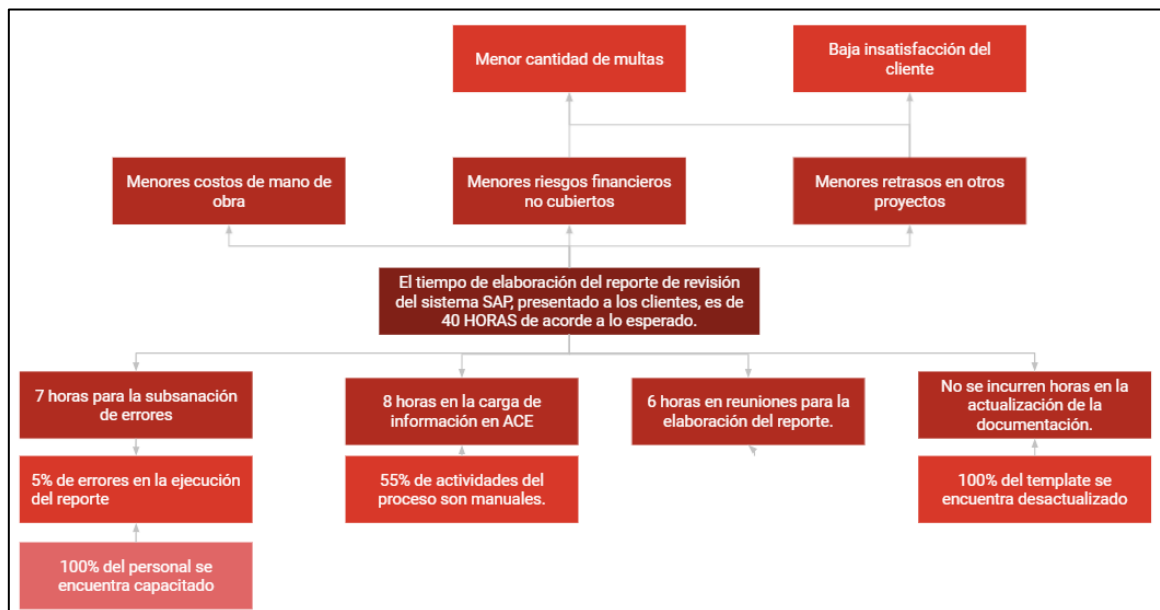 Menor cantidad de multas
Baja insatisfacción del
cliente
Menores costos de mano de
obra
Menores riesgos financieros
no cubiertos
Menores retrasos en otros
proyectos
El tiempo de elaboración del reporte de revisión
del sistema SAP, presentado a los clientes, es de
40 HORAS de acorde a lo esperado.
7 horas para la subsanación
de errores
8 horas en la carga de
información en ACE
6 horas en reuniones para la
elaboración del reporte.
No se incurren horas en la
actualización de la
documentación.
5% de errores en la ejecución
del reporte
55% de actividades del
proceso son manuales.
100% del template se
encuentra desactualizado
100% del personal se
encuentra capacitado